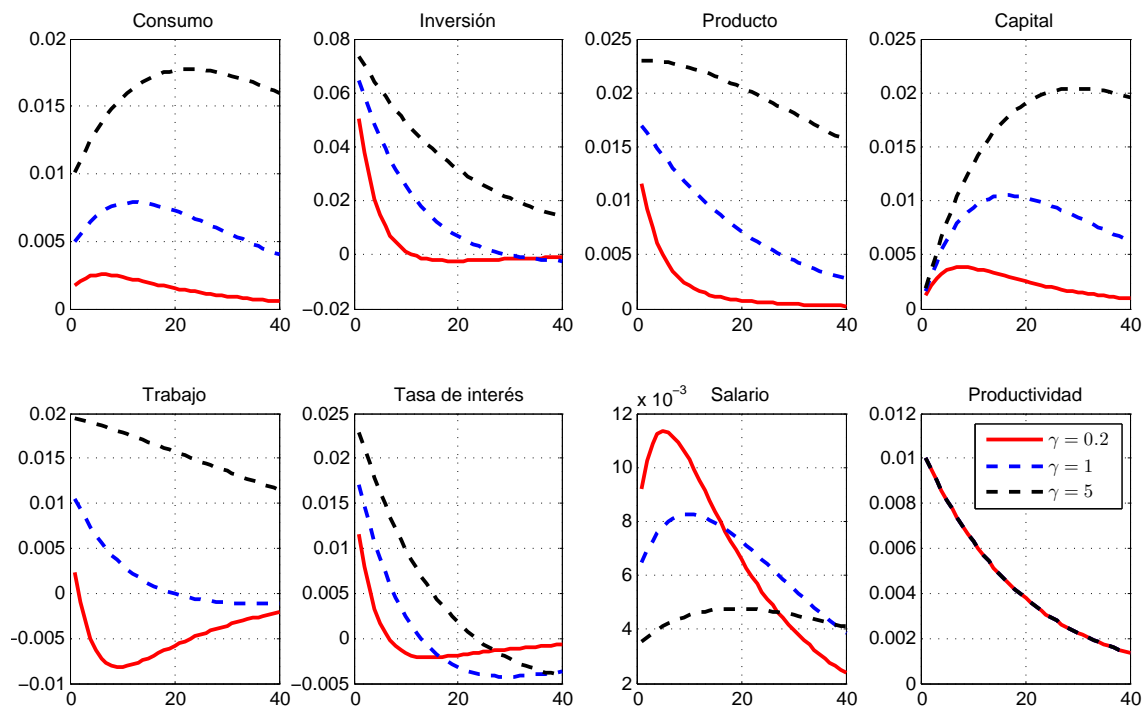 Consumo Inversión Producto Capital
0.02 0.08 0.025 0.025
0.06 0.02 0.02
0.015
0.04 0.015 0.015
0.01
0.02 0.01 0.01
0.005
0 0.005 0.005
0 −0.02 0 0
0 20 40 0 20 40 0 20 40 0 20 40
Trabajo Tasa de interés Salario Productividad
x 10⁻³
0.02 0.025 12 0.012
γ = 0.2
γ = 1
γ = 5
0.015 0.02 10 0.01
0.01 0.015 0.008
0.005 0.01 8 0.006
0 0.005 6 0.004
−0.005 0 4 0.002
−0.01 −0.005 2 0
0 20 40 0 20 40 0 20 40 0 20 40